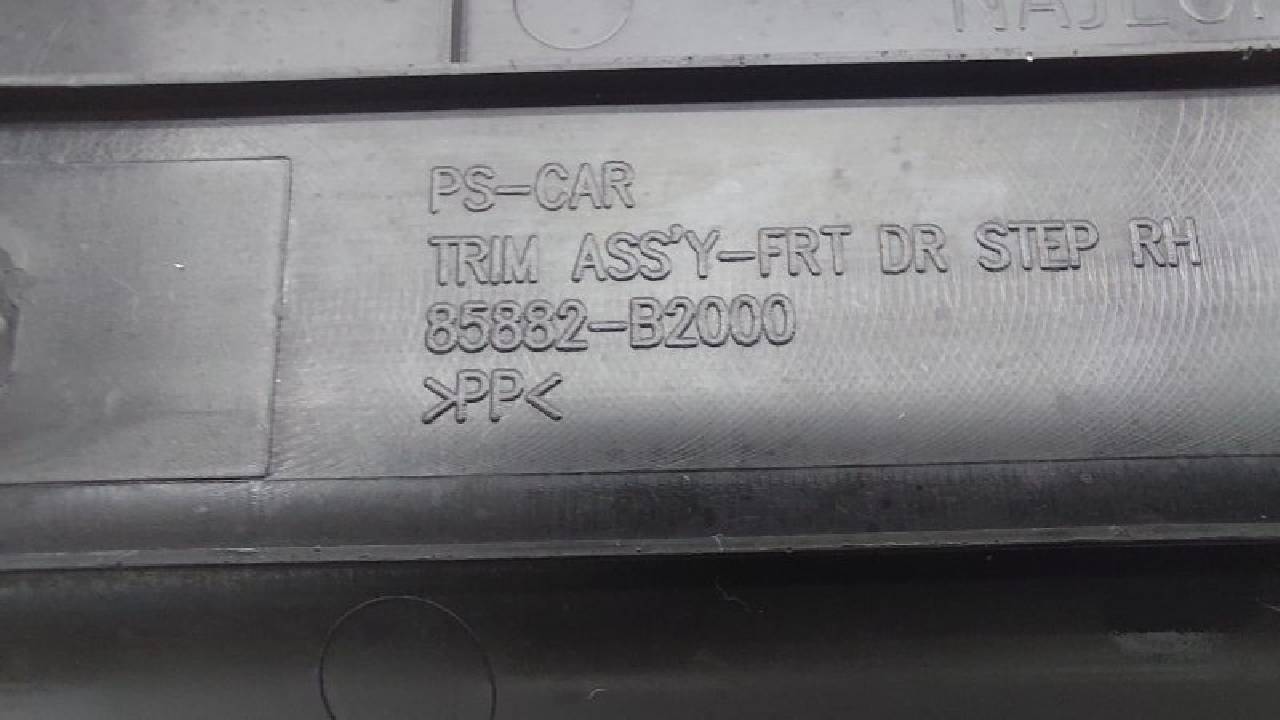 PS-CAR
TRIM ASS'Y-FRT DR STEP RH
85882-B2000
>PP<